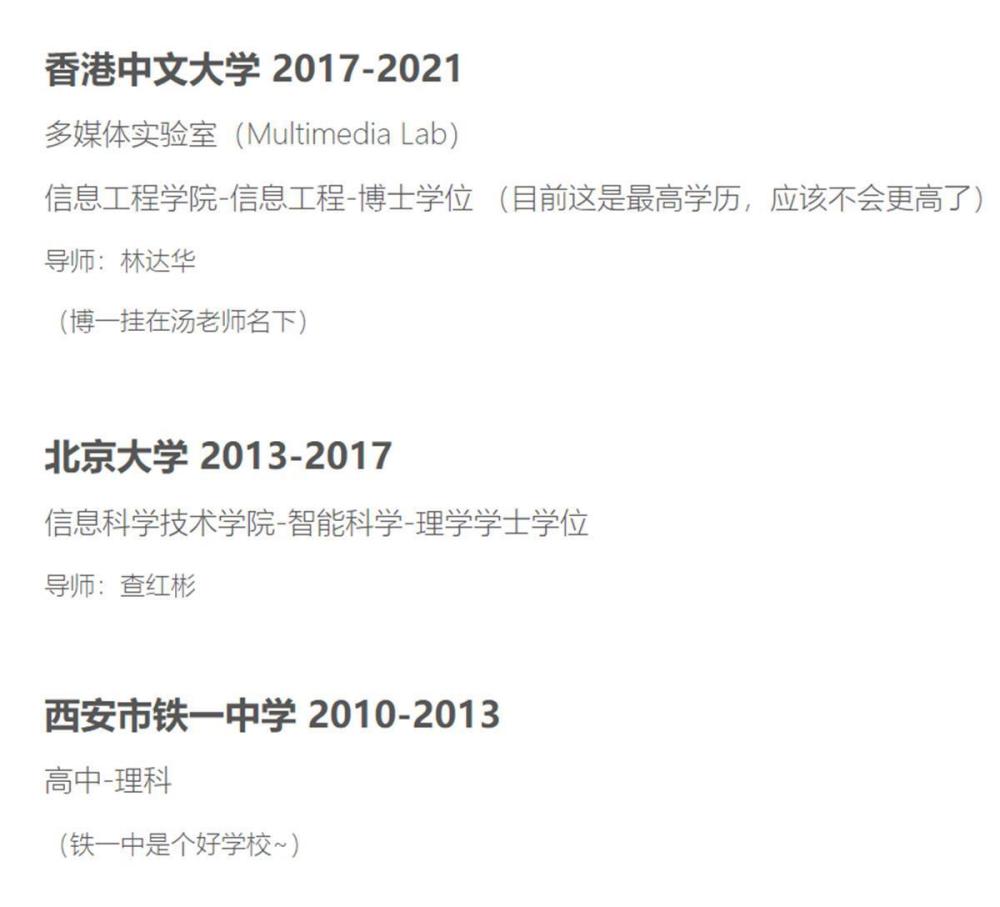 香港中文大学 2017-2021
多媒体实验室（Multimedia Lab）
信息工程学院-信息工程-博士学位 （目前这是最高学历，应该不会更高了）
导师：林达华
（博一挂在汤老师名下）
北京大学 2013-2017
信息科学技术学院-智能科学-理学学士学位
导师：查红彬
西安市铁一中学 2010-2013
高中-理科
（铁一中是个好学校~）